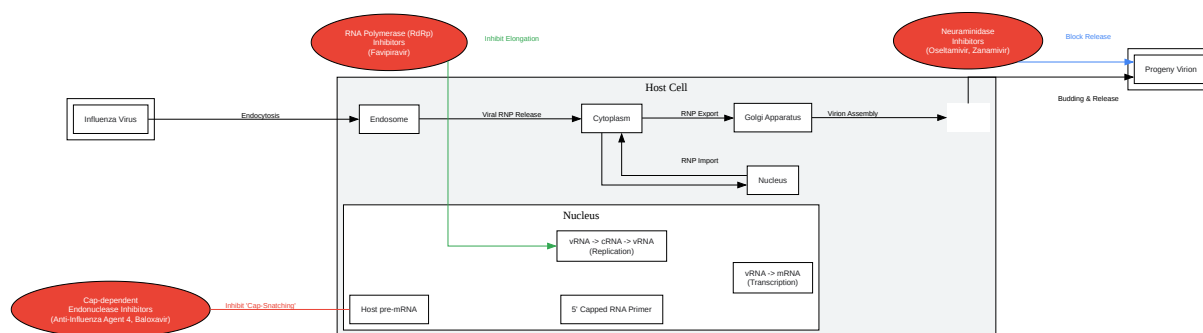 RNA Polymerase (RdRp)
Inhibitors
(Favipiravir)
Inhibit Elongation
Neuraminidase
Inhibitors
(Oseltamivir, Zanamivir)
Block Release
Progeny Virion
Budding & Release
Host Cell
Influenza Virus
Endocytosis
Endosome
Viral RNP Release
Cytoplasm
RNP Export
Golgi Apparatus
Virion Assembly
RNP Import
Nucleus
Nucleus
vRNA -> cRNA -> vRNA
(Replication)
vRNA -> mRNA
(Transcription)
Cap-dependent
Endonuclease Inhibitors
(Anti-Influenza Agent 4, Baloxavir)
Inhibit 'Cap-Snatching'
Host pre-mRNA
5' Capped RNA Primer